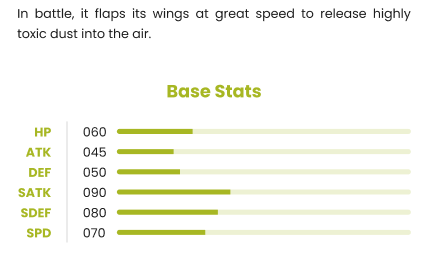 In battle, it flaps its wings at great speed to release highly
toxic dust into the air.
Base Stats
HP 060
ATK 045
DEF 050
SATK 090
SDEF 080
SPD 070